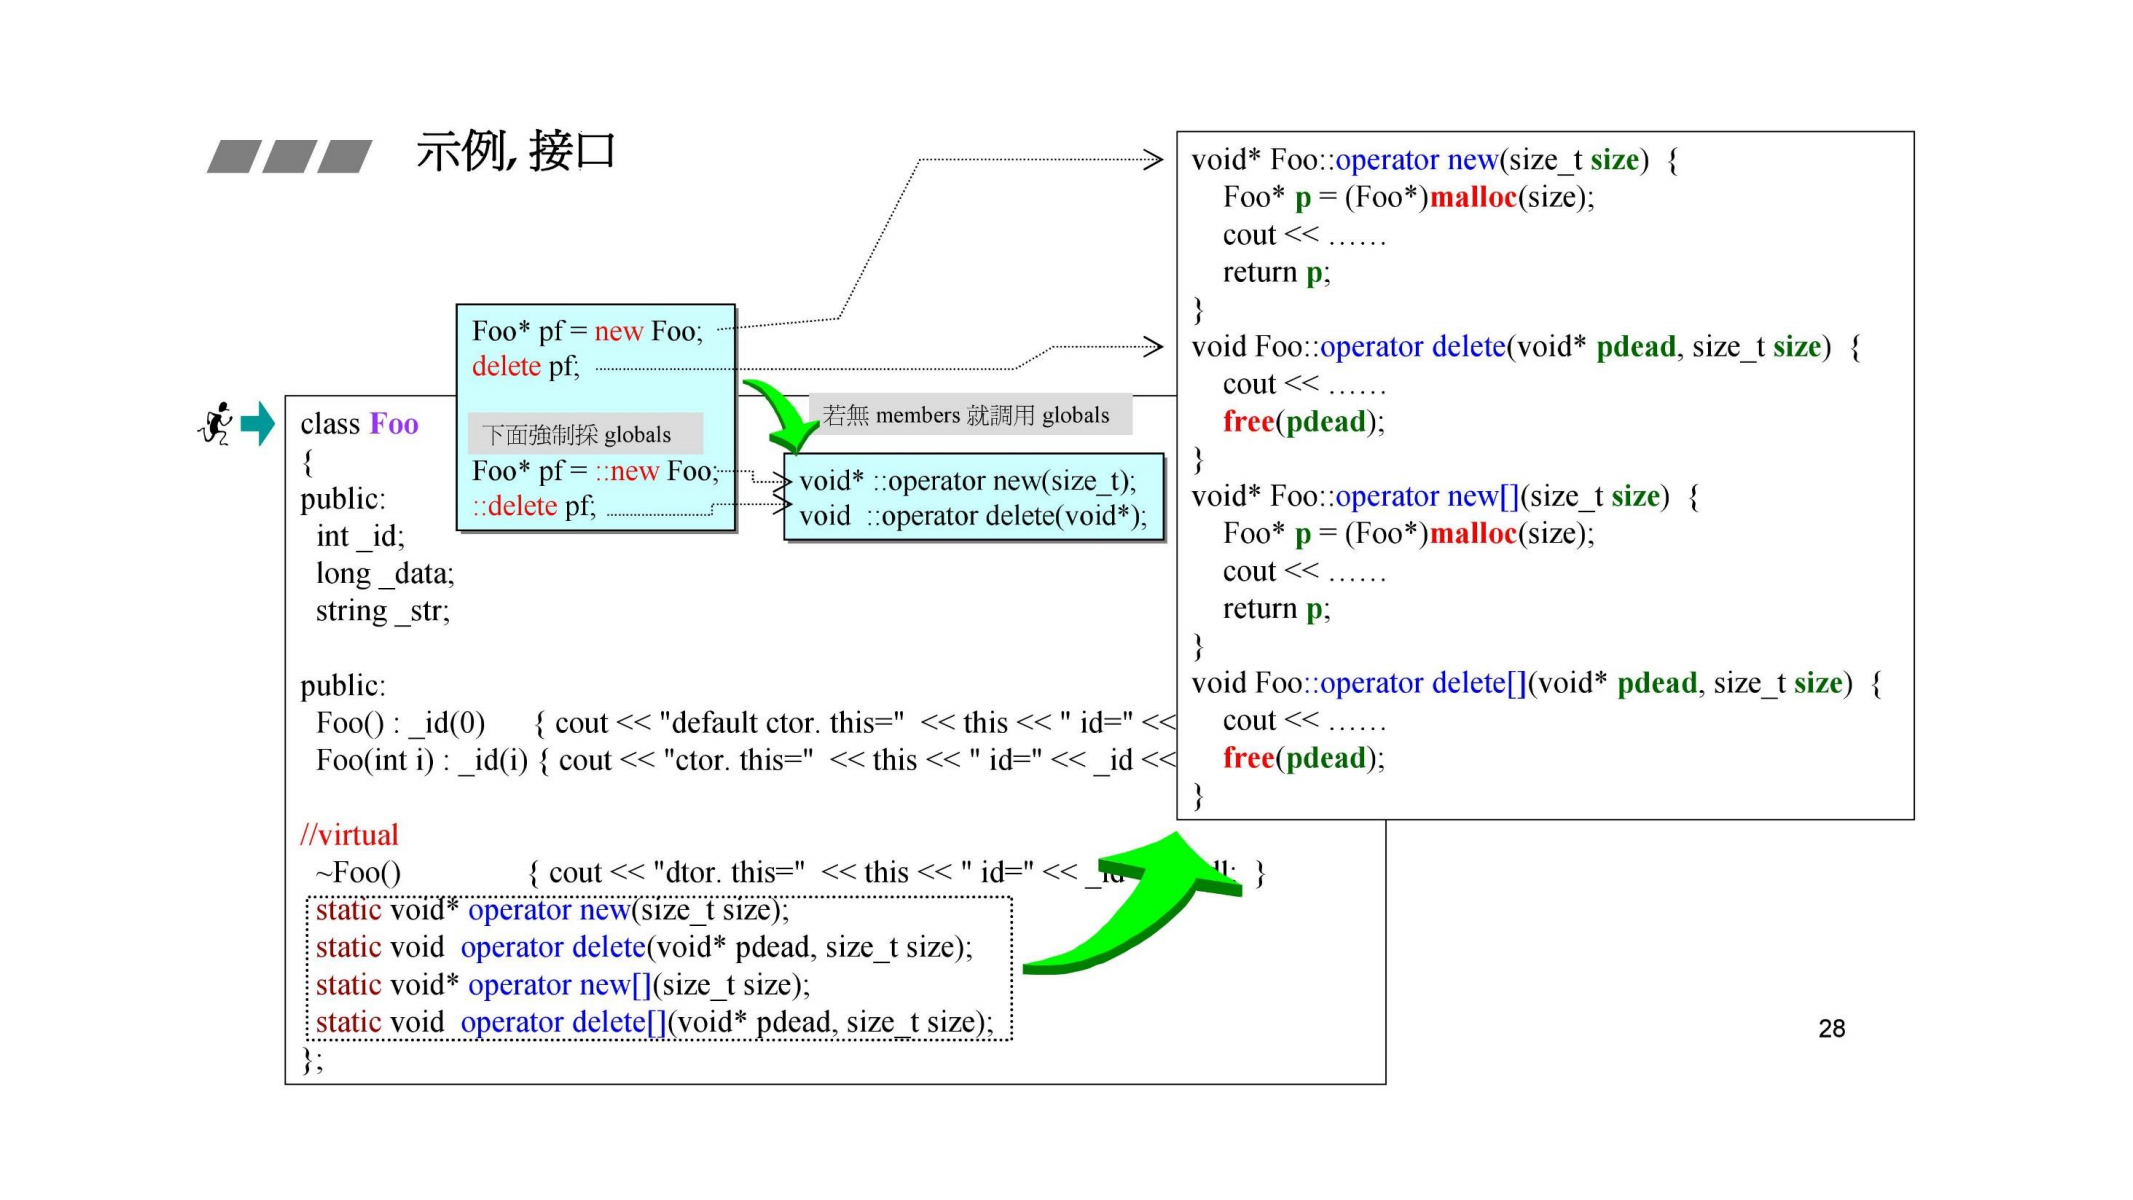 示例, 接口
Foo* pf = new Foo;
delete pf;
下面強制採 globals
Foo* pf = ::new Foo;
::delete pf;
若無 members 就調用 globals
void* ::operator new(size_t);
void ::operator delete(void*);
class Foo
{
public:
int _id;
long _data;
string _str;
public:
Foo() : _id(0) { cout << "default ctor. this=" << this << " id=" <<
Foo(int i) : _id(i) { cout << "ctor. this=" << this << " id=" << _id <<
//virtual
~Foo() { cout << "dtor. this=" << this << " id=" << }
static void* operator new(size_t size);
static void operator delete(void* pdead, size_t size);
static void* operator new[](size_t size);
static void operator delete[](void* pdead, size_t size);
};
void* Foo::operator new(size_t size) {
Foo* p = (Foo*)malloc(size);
cout << ......
return p;
}
void Foo::operator delete(void* pdead, size_t size) {
cout << ......
free(pdead);
}
void* Foo::operator new[](size_t size) {
Foo* p = (Foo*)malloc(size);
cout << ......
return p;
}
void Foo::operator delete[](void* pdead, size_t size) {
cout << ......
free(pdead);
}
28